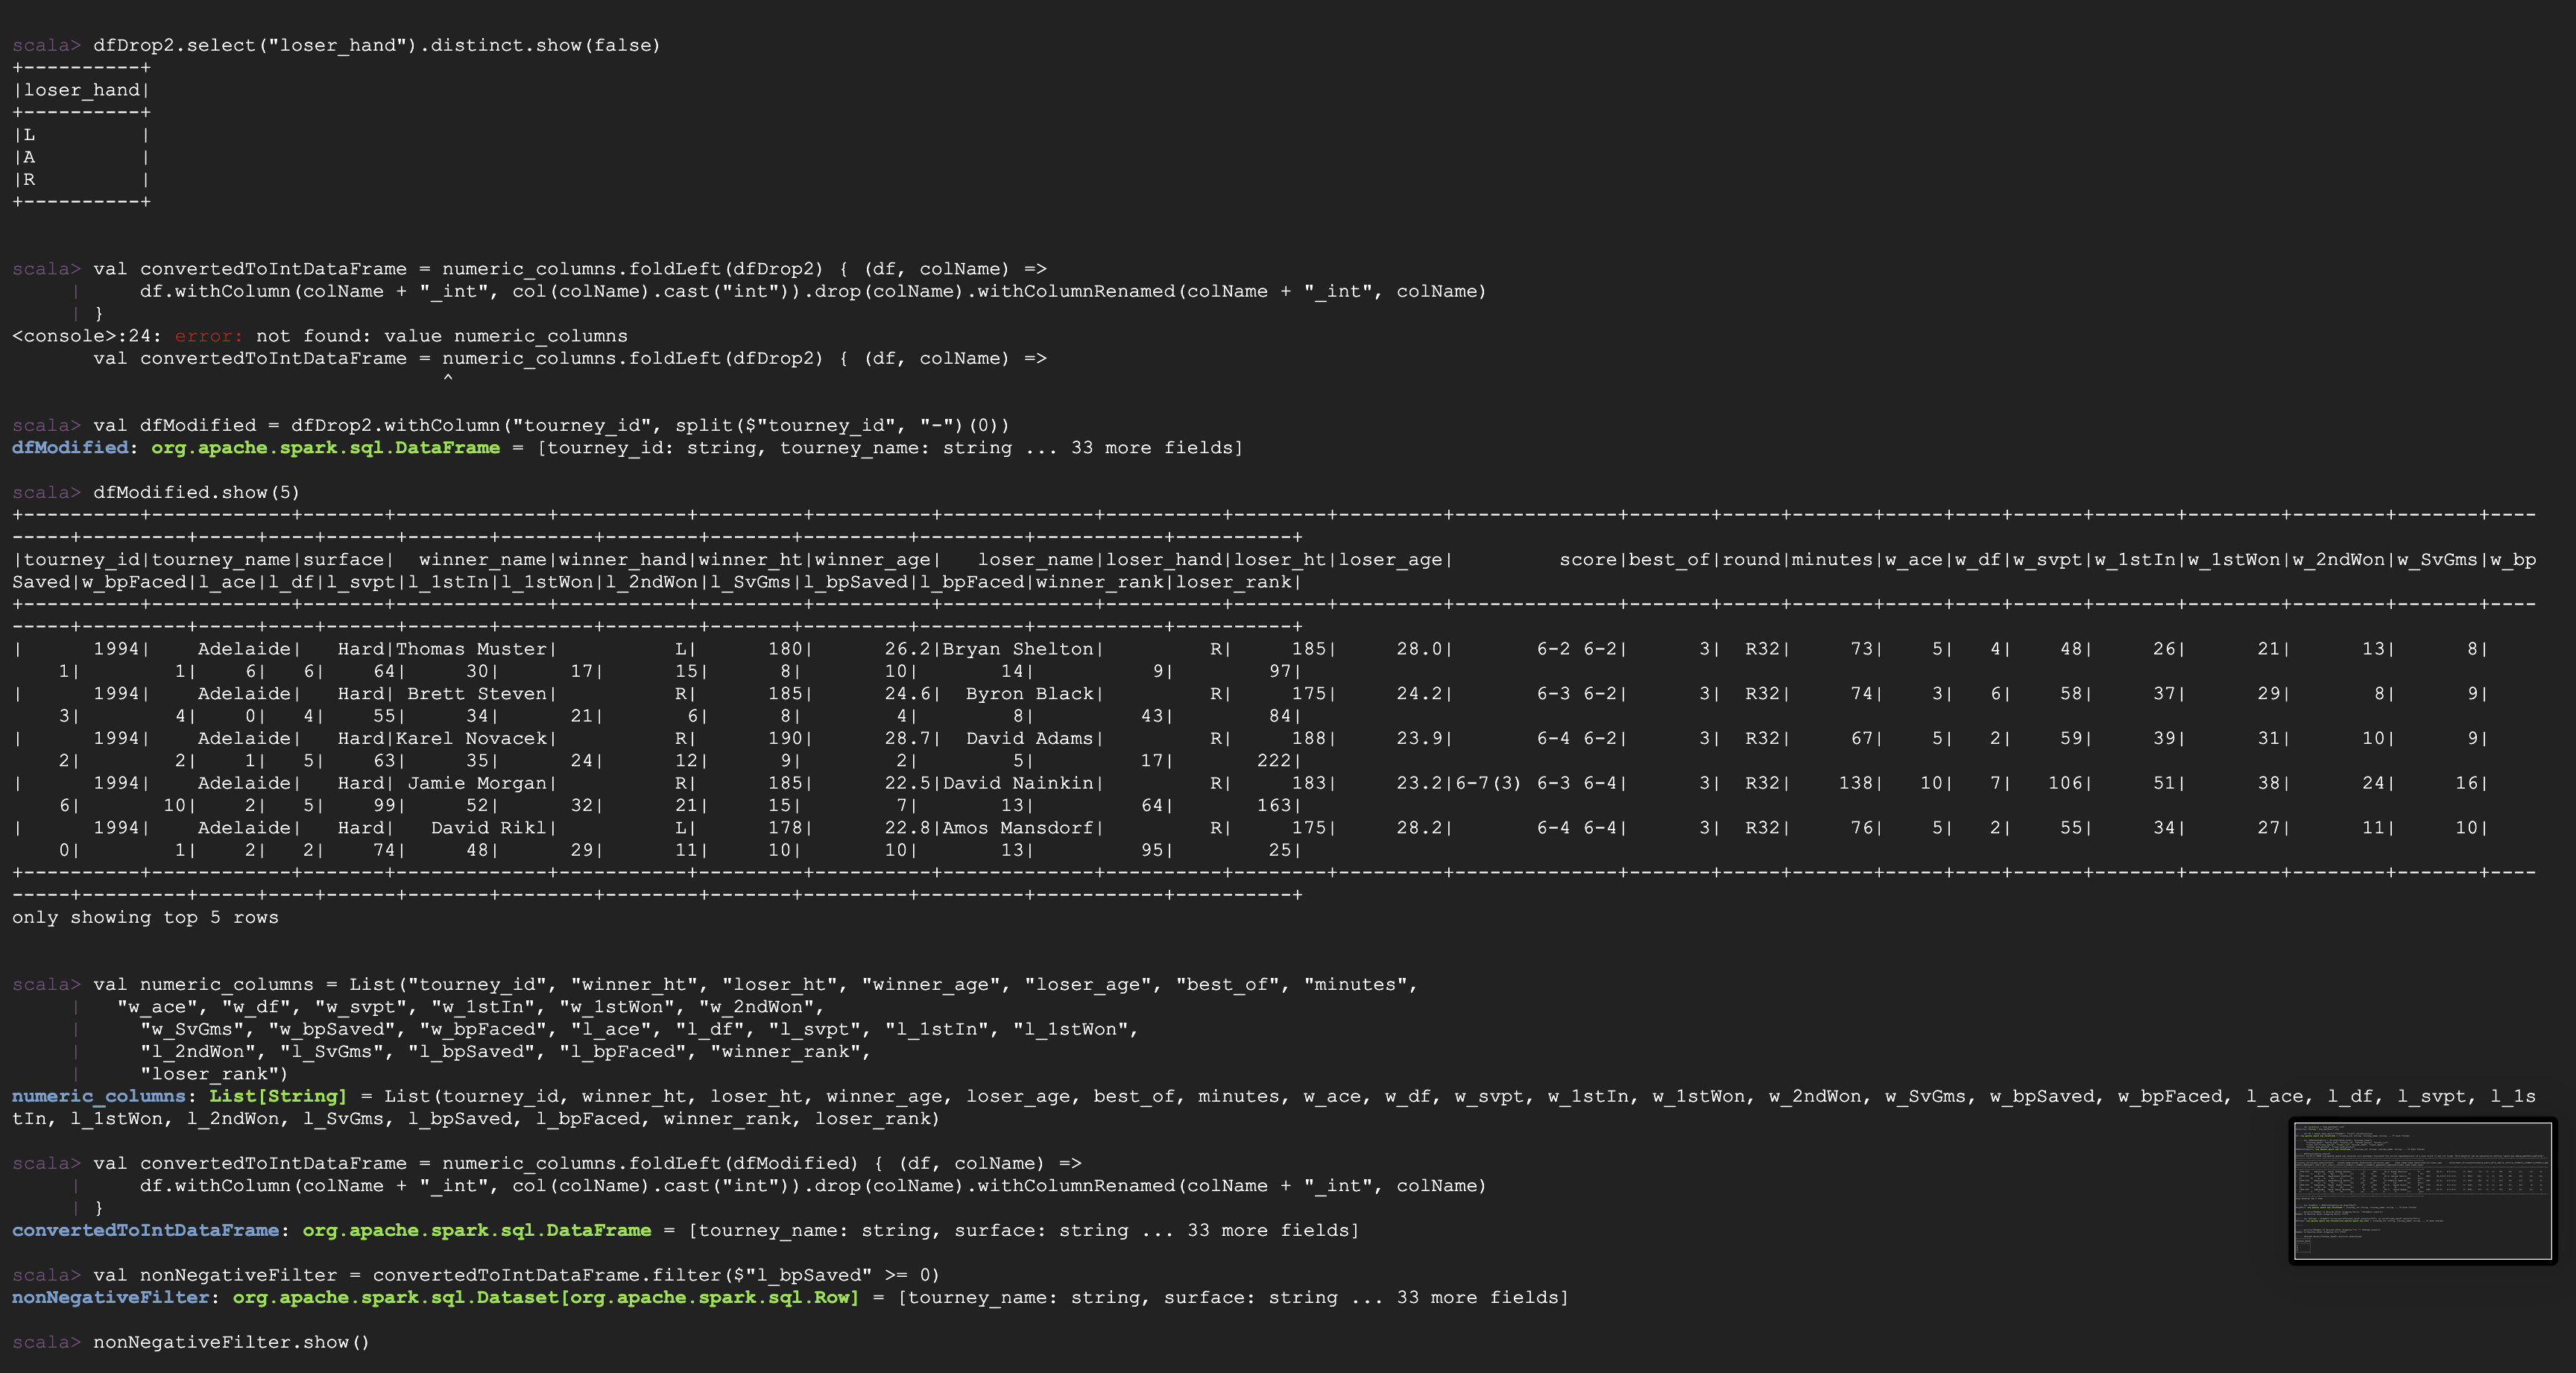 scala> dfDrop2.select("loser_hand").distinct.show(false)
+----------+
|loser_hand|
+----------+
|L         |
|A         |
|R         |
+----------+
scala> val convertedToIntDataFrame = numeric_columns.foldLeft(dfDrop2) { (df, colName) =>
     |     df.withColumn(colName + "_int", col(colName).cast("int")).drop(colName).withColumnRenamed(colName + "_int", colName)
     | }
<console>:24: error: not found: value numeric_columns
       val convertedToIntDataFrame = numeric_columns.foldLeft(dfDrop2) { (df, colName) =>
                                     ^
scala> val dfModified = dfDrop2.withColumn("tourney_id", split($"tourney_id", "-")(0))
dfModified: org.apache.spark.sql.DataFrame = [tourney_id: string, tourney_name: string ... 33 more fields]
scala> dfModified.show(5)
+----------+------------+-------+-------------+-----------+---------+----------+-------------+----------+--------+---------+--------------+-------+-----+-------+-----+----+-------+-------+--------+--------+-------+----
-----+---------+-----+----+-------+-------+--------+--------+-------+---------+---------+-----------+----------+
|tourney_id|tourney_name|surface|  winner_name|winner_hand|winner_ht|winner_age|   loser_name|loser_hand|loser_ht|loser_age|         score|best_of|round|minutes|w_ace|w_df|w_svpt|w_1stIn|w_1stWon|w_2ndWon|w_SvGms|w_bp
Saved|w_bpFaced|l_ace|l_df|l_svpt|l_1stIn|l_1stWon|l_2ndWon|l_SvGms|l_bpSaved|l_bpFaced|winner_rank|loser_rank|
+----------+------------+-------+-------------+-----------+---------+----------+-------------+----------+--------+---------+--------------+-------+-----+-------+-----+----+------+-------+--------+--------+-------+----
-----+---------+-----+----+------+-------+--------+--------+-------+---------+---------+-----------+----------+
|      1994|    Adelaide|   Hard|Thomas Muster|          L|      180|      26.2|Bryan Shelton|         R|     185|     28.0|       6-2 6-2|      3|  R32|     73|    5|   4|    48|     26|      21|      13|      8|
    1|        1|    6|   6|    64|     30|      17|      15|      8|       10|       14|          9|        97|
|      1994|    Adelaide|   Hard| Brett Steven|          R|      185|      24.6|  Byron Black|         R|     175|     24.2|       6-3 6-2|      3|  R32|     74|    3|   6|    58|     37|      29|       8|      9|
    3|        4|    0|   4|    55|     34|      21|       6|      8|        4|        8|         43|        84|
|      1994|    Adelaide|   Hard|Karel Novacek|          R|      190|      28.7|  David Adams|         R|     188|     23.9|       6-4 6-2|      3|  R32|     67|    5|   2|    59|     39|      31|      10|      9|
    2|        2|    1|   5|    63|     35|      24|      12|      9|        2|        5|         17|       222|
|      1994|    Adelaide|   Hard| Jamie Morgan|          R|      185|      22.5|David Nainkin|         R|     183|     23.2|6-7(3) 6-3 6-4|      3|  R32|    138|   10|   7|   106|     51|      38|      24|     16|
    6|       10|    2|   5|    99|     52|      32|      21|     15|        7|       13|         64|       163|
|      1994|    Adelaide|   Hard|   David Rikl|          L|      178|      22.8|Amos Mansdorf|         R|     175|     28.2|       6-4 6-4|      3|  R32|     76|    5|   2|    55|     34|      27|      11|     10|
    0|        1|    2|   2|    74|     48|      29|      11|     10|       10|       13|         95|        25|
+----------+------------+-------+-------------+-----------+---------+----------+-------------+----------+--------+---------+--------------+-------+-----+-------+-----+----+------+-------+--------+--------+-------+----
-----+---------+-----+----+------+-------+--------+--------+-------+---------+---------+-----------+----------+
only showing top 5 rows
scala> val numeric_columns = List("tourney_id", "winner_ht", "loser_ht", "winner_age", "loser_age", "best_of", "minutes",
     |   "w_ace", "w_df", "w_svpt", "w_1stIn", "w_1stWon", "w_2ndWon",
     |     "w_SvGms", "w_bpSaved", "w_bpFaced", "l_ace", "l_df", "l_svpt", "l_1stIn", "l_1stWon",
     |     "l_2ndWon", "l_SvGms", "l_bpSaved", "l_bpFaced", "winner_rank",
     |     "loser_rank")
numeric_columns: List[String] = List(tourney_id, winner_ht, loser_ht, winner_age, loser_age, best_of, minutes, w_ace, w_df, w_svpt, w_1stIn, w_1stWon, w_2ndWon, w_SvGms, w_bpSaved, w_bpFaced, l_ace, l_df, l_svpt, l_1s
tIn, l_1stWon, l_2ndWon, l_SvGms, l_bpSaved, l_bpFaced, winner_rank, loser_rank)
scala> val convertedToIntDataFrame = numeric_columns.foldLeft(dfModified) { (df, colName) =>
     |     df.withColumn(colName + "_int", col(colName).cast("int")).drop(colName).withColumnRenamed(colName + "_int", colName)
     | }
convertedToIntDataFrame: org.apache.spark.sql.DataFrame = [tourney_name: string, surface: string ... 33 more fields]
scala> val nonNegativeFilter = convertedToIntDataFrame.filter($"l_bpSaved" >= 0)
nonNegativeFilter: org.apache.spark.sql.Dataset[org.apache.spark.sql.Row] = [tourney_name: string, surface: string ... 33 more fields]
scala> nonNegativeFilter.show()